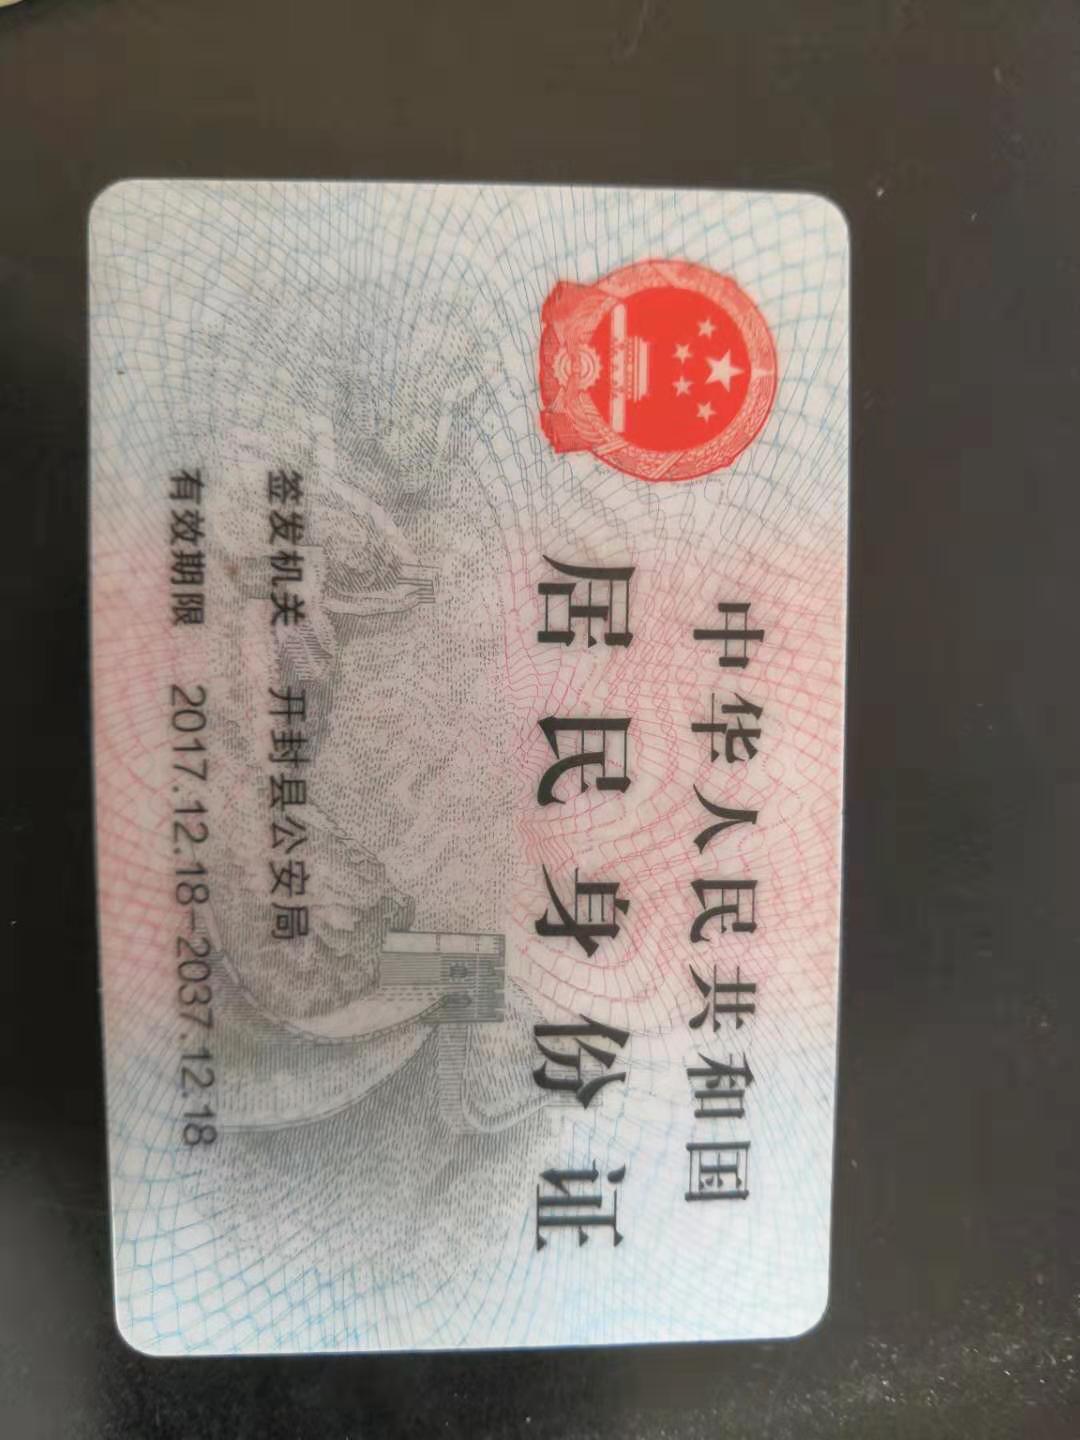 中华人民共和国
居民身份证
签发机关 开封县公安局
有效期限 2017.12.18-2037.12.18